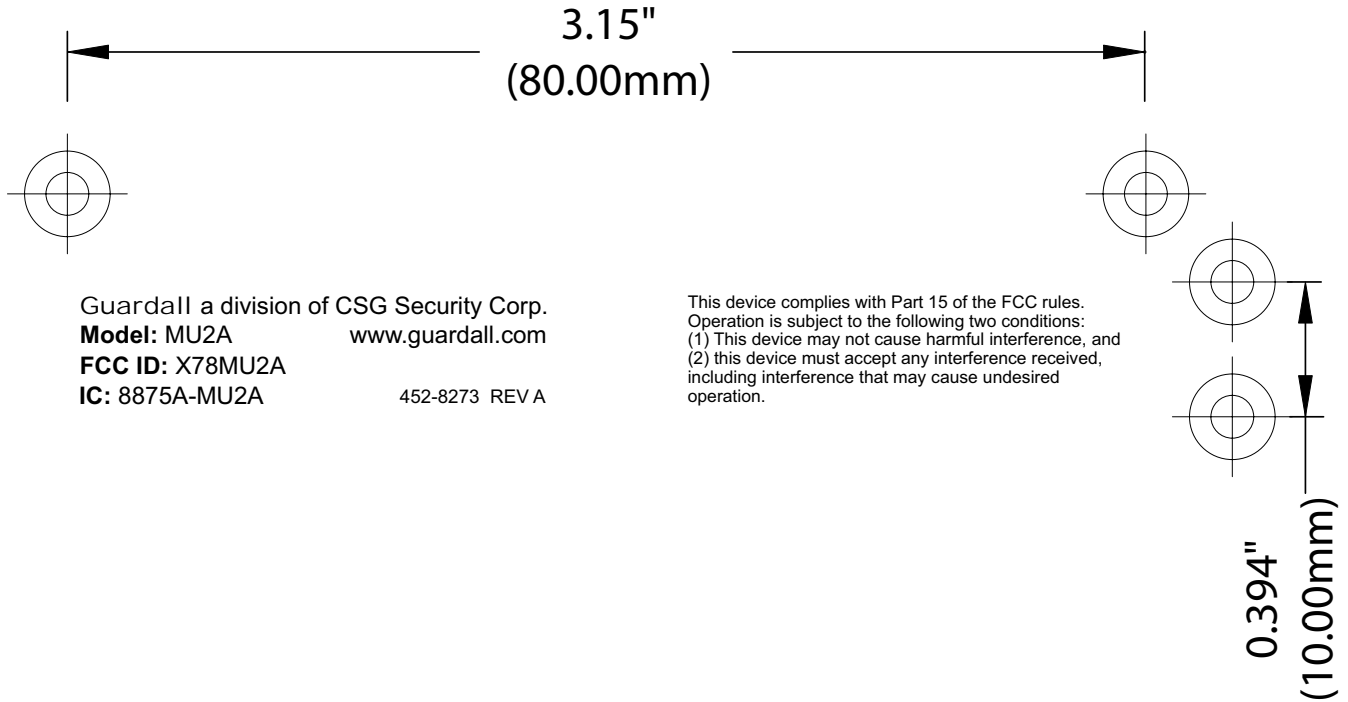 3.15"
(80.00mm)
Guardall a division of CSG Security Corp.
Model: MU2A www.guardall.com
FCC ID: X78MU2A
IC: 8875A-MU2A 452-8273 REV A
This device complies with Part 15 of the FCC rules.
Operation is subject to the following two conditions:
(1) This device may not cause harmful interference, and
(2) this device must accept any interference received,
including interference that may cause undesired
operation.
0.394"
(10.00mm)